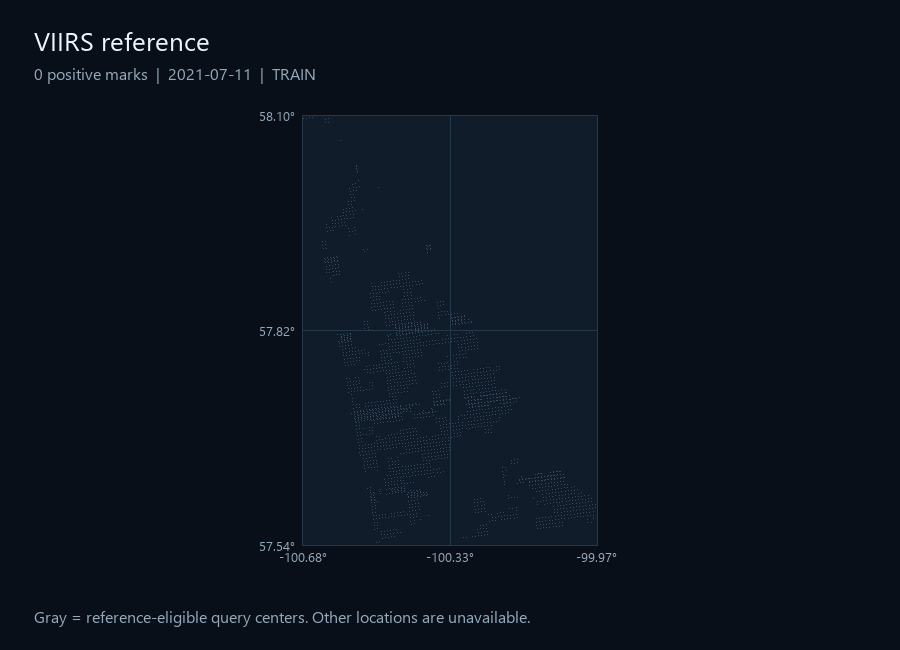 VIIRS reference
0 positive marks | 2021-07-11 | TRAIN
58.10°
57.82°
57.54°
-100.68° -100.33° -99.97°
Gray = reference-eligible query centers. Other locations are unavailable.